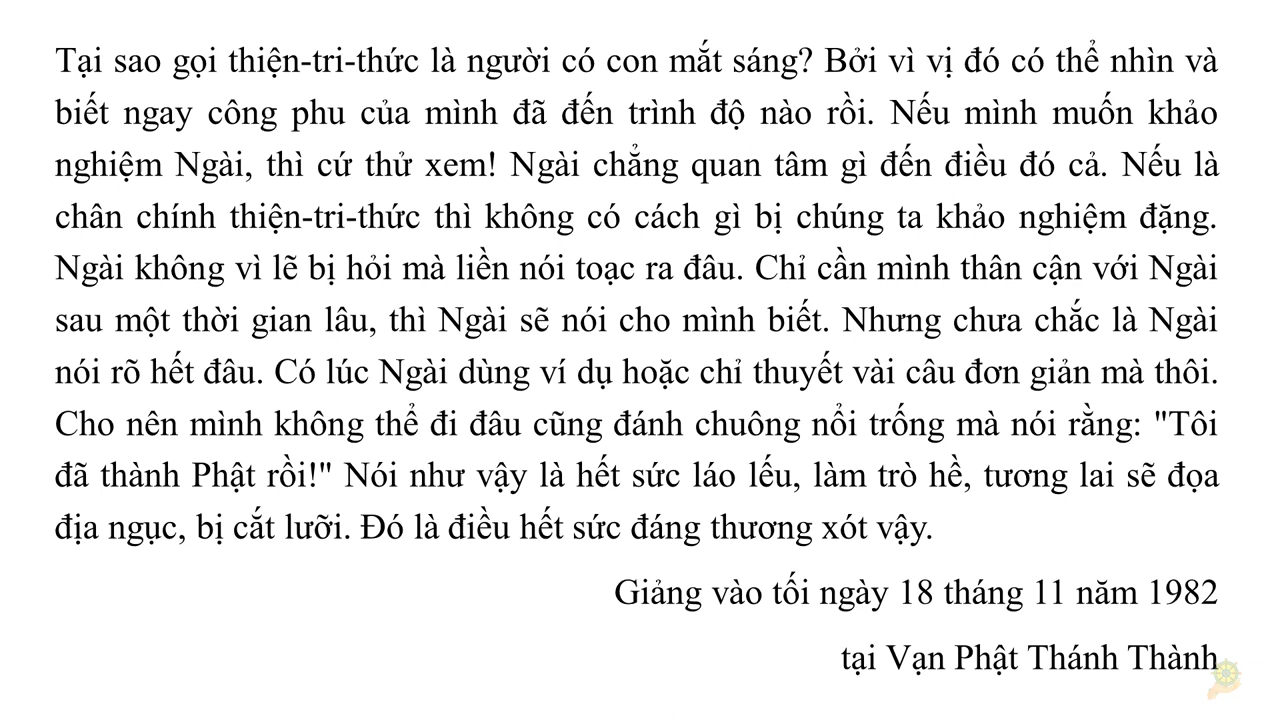 Tại sao gọi thiện-tri-thức là người có con mắt sáng? Bởi vì vị đó có thể nhìn và
biết ngay công phu của mình đã đến trình độ nào rồi. Nếu mình muốn khảo
nghiệm Ngài, thì cứ thử xem! Ngài chẳng quan tâm gì đến điều đó cả. Nếu là
chân chính thiện-tri-thức thì không có cách gì bị chúng ta khảo nghiệm đặng.
Ngài không vì lẽ bị hỏi mà liền nói toạc ra đâu. Chỉ cần mình thân cận với Ngài
sau một thời gian lâu, thì Ngài sẽ nói cho mình biết. Nhưng chưa chắc là Ngài
nói rõ hết đâu. Có lúc Ngài dùng ví dụ hoặc chỉ thuyết vài câu đơn giản mà thôi.
Cho nên mình không thể đi đâu cũng đánh chuông nổi trống mà nói rằng: "Tôi
đã thành Phật rồi!" Nói như vậy là hết sức láo lếu, làm trò hề, tương lai sẽ đọa
địa ngục, bị cắt lưỡi. Đó là điều hết sức đáng thương xót vậy.
Giảng vào tối ngày 18 tháng 11 năm 1982
tại Vạn Phật Thánh Thành